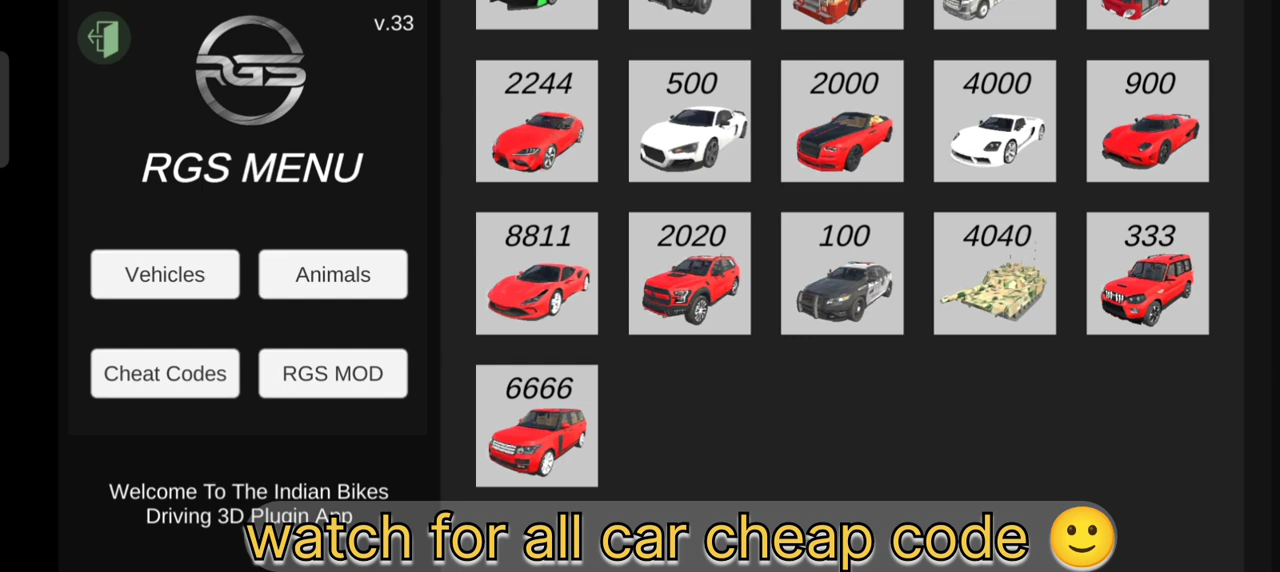 v.33
RGS
RGS MENU
Vehicles
Animals
Cheat Codes
RGS MOD
Welcome To The Indian Bikes
Driving 3D Plugin App
2244
500
2000
4000
900
8811
2020
100
4040
333
6666
watch for all car cheap code 🙂